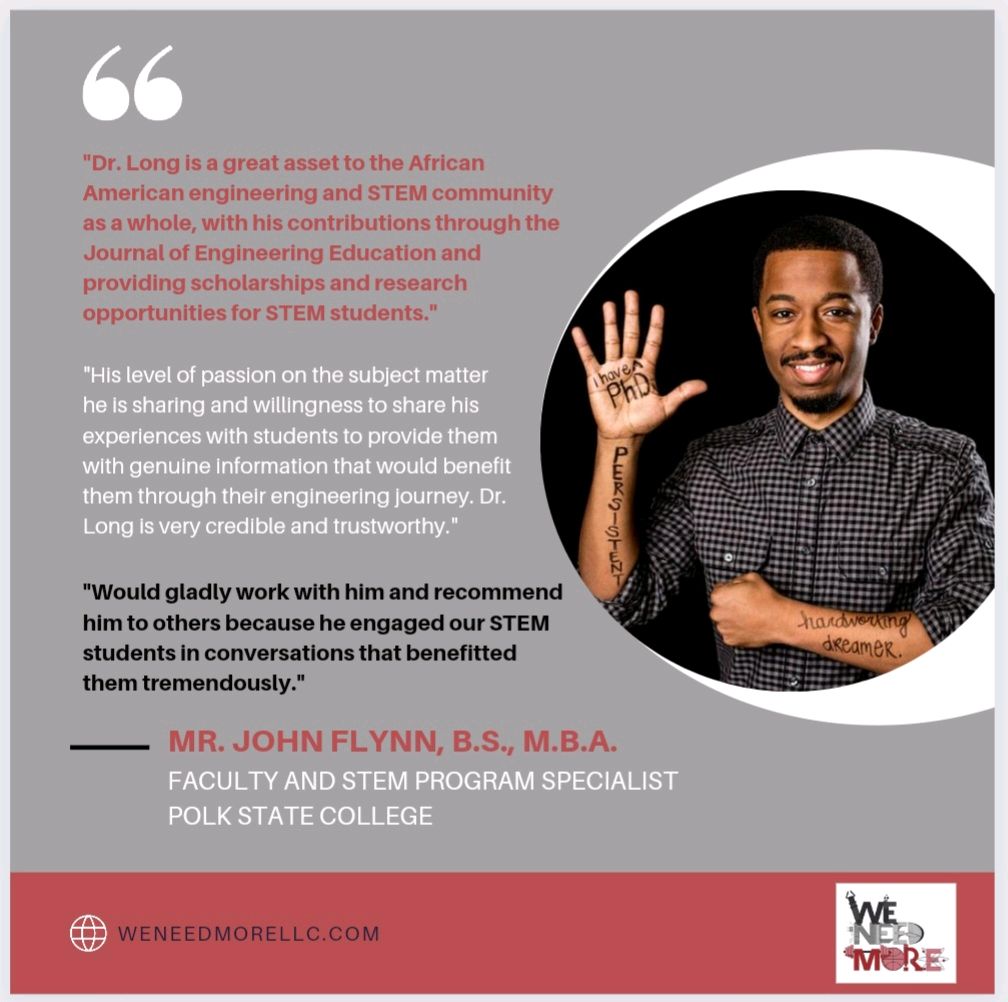 "Dr. Long is a great asset to the African
American engineering and STEM community
as a whole, with his contributions through the
Journal of Engineering Education and
providing scholarships and research
opportunities for STEM students."
"His level of passion on the subject matter
he is sharing and willingness to share his
experiences with students to provide them
with genuine information that would benefit
them through their engineering journey. Dr.
Long is very credible and trustworthy."
"Would gladly work with him and recommend
him to others because he engaged our STEM
students in conversations that benefitted
them tremendously."
MR. JOHN FLYNN, B.S., M.B.A.
FACULTY AND STEM PROGRAM SPECIALIST
POLK STATE COLLEGE
i have a
PhD.
PERSISTENT
hardworking
dreamer.
WENEEDMORELLC.COM
WE
NEED
MORE